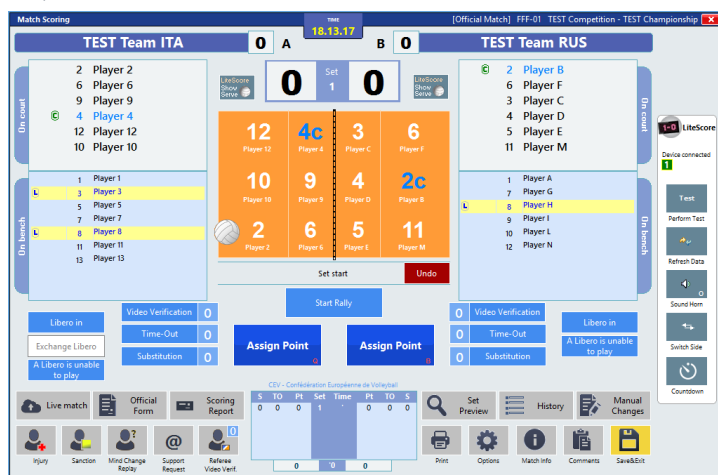 Match Scoring
TIME
18.13.17
[Official Match] FFF-01 TEST Competition - TEST Championship
TEST Team ITA
0 A
B 0
TEST Team RUS
On court
2 Player 2
6 Player 6
9 Player 9
C 4 Player 4
12 Player 12
10 Player 10
LiteScore
Show
Serve
0
Set
1
0
LiteScore
Show
Serve
C 2 Player B
6 Player F
3 Player C
4 Player D
5 Player E
11 Player M
On court
12 4c 3 6
Player 12 Player 4 Player C Player F
10 9 4 2c
Player 10 Player 9 Player D Player B
2 6 5 11
Player 2 Player 6 Player E Player M
On bench
1 Player 1
L 3 Player 3
5 Player 5
7 Player 7
L 8 Player 8
11 Player 11
13 Player 13
1 Player A
7 Player G
L 8 Player H
9 Player I
10 Player L
12 Player N
On bench
Set start
Undo
Start Rally
Libero in
Exchange Libero
A Libero is unable
to play
Video Verification 0
Time-Out 0
Substitution 0
Assign Point
Q
Assign Point
R
0 Video Verification
0 Time-Out
0 Substitution
Libero in
A Libero is unable
to play
1-0 LiteScore
Device connected
1
Test
Perform Test
Refresh Data
Sound Horn
Switch Side
Countdown
Live match
Official
Form
Scoring
Report
CEV - Confédération Européenne de Volleyball
S TO Pt Set Time Pt TO S
0 0 0 1 ' 0 0 0
0 '0 0
Set
Preview
History
Manual
Changes
Injury
Sanction
Mind Change
Replay
@
Support
Request
0
Referee
Video Verif.
Print
Options
Match Info
Comments
Save&Exit